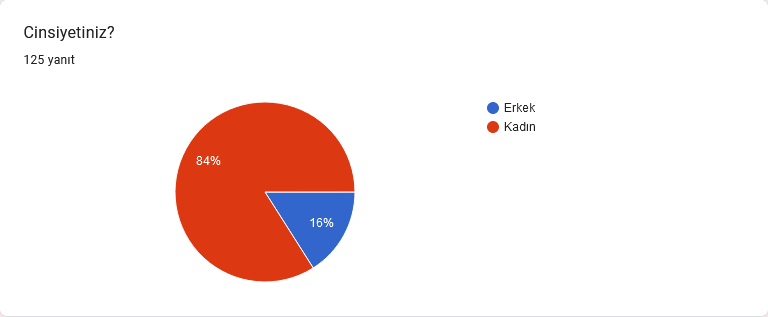 Cinsiyetiniz?
125 yanıt
Erkek
Kadın
84%
16%